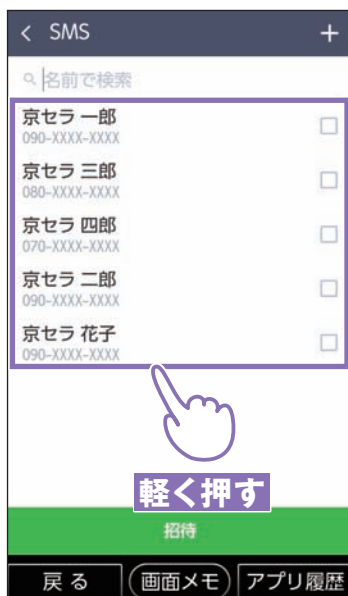 < SMS +
名前で検索
京セラ 一郎
090-XXXX-XXXX
京セラ 三郎
080-XXXX-XXXX
京セラ 四郎
070-XXXX-XXXX
京セラ 二郎
090-XXXX-XXXX
京セラ 花子
090-XXXX-XXXX
軽く押す
招待
戻る 画面メモ アプリ履歴